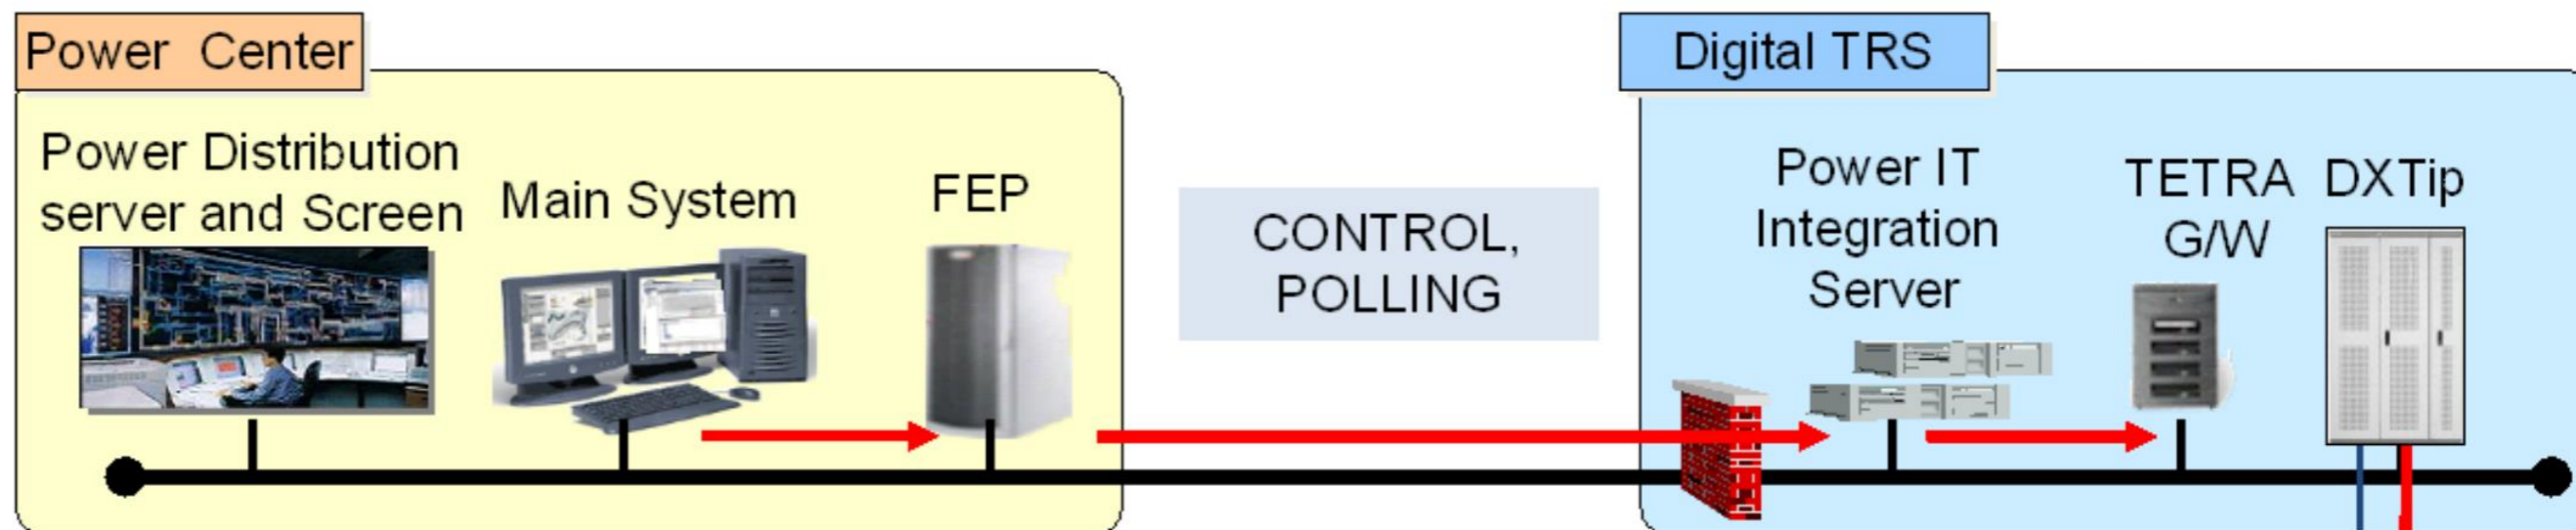 Power Center
Digital TRS
Power Distribution
server and Screen
Main System
FEP
CONTROL,
POLLING
Power IT
Integration
Server
TETRA
G/W
DXTip